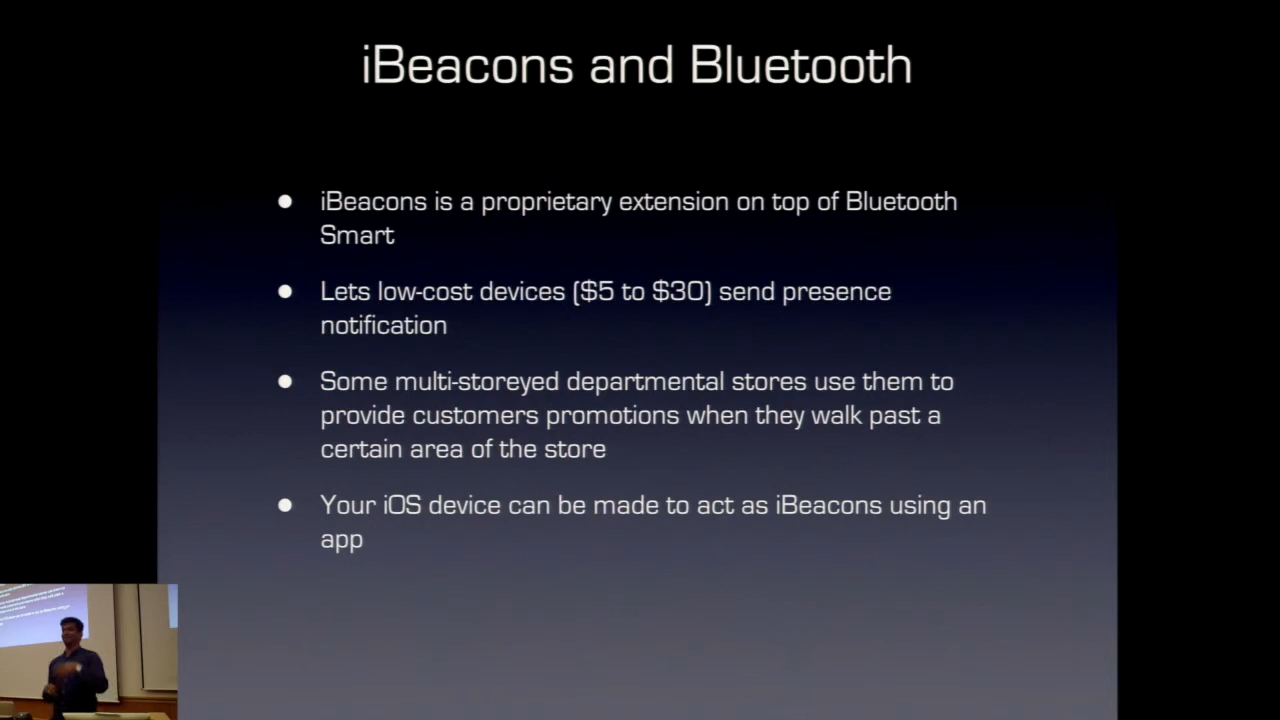 iBeacons and Bluetooth
● iBeacons is a proprietary extension on top of Bluetooth
Smart
● Lets low-cost devices ($5 to $30) send presence
notification
● Some multi-storeyed departmental stores use them to
provide customers promotions when they walk past a
certain area of the store
● Your iOS device can be made to act as iBeacons using an
app